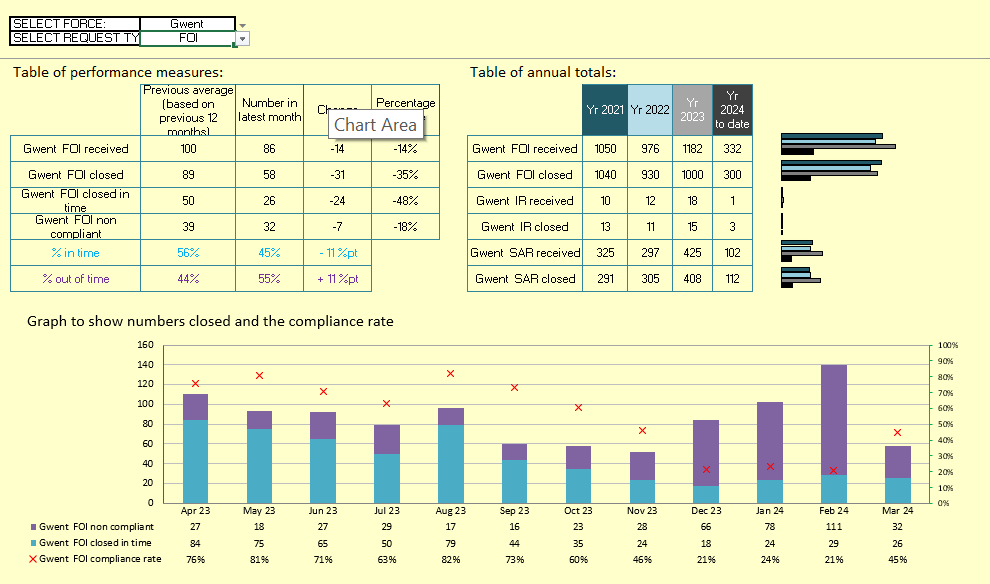 SELECT FORCE: Gwent
SELECT REQUEST TY FOI
Table of performance measures:
Previous average (based on previous 12 months) Number in latest month Percentage
Chart Area
Gwent FOI received 100 86 -14 -14%
Gwent FOI closed 89 58 -31 -35%
Gwent FOI closed in time 50 26 -24 -48%
Gwent FOI non compliant 39 32 -7 -18%
% in time 56% 45% - 11 %pt
% out of time 44% 55% + 11 %pt
Table of annual totals:
Yr 2021 Yr 2022 Yr 2023 Yr 2024 to date
Gwent FOI received 1050 976 1182 332
Gwent FOI closed 1040 930 1000 300
Gwent IR received 10 12 18 1
Gwent IR closed 13 11 15 3
Gwent SAR received 325 297 425 102
Gwent SAR closed 291 305 408 112
Graph to show numbers closed and the compliance rate
160 100%
140 90%
120 80%
100 70%
80 60%
60 50%
40 40%
20 30%
0 20%
10%
0%
Apr 23 May 23 Jun 23 Jul 23 Aug 23 Sep 23 Oct 23 Nov 23 Dec 23 Jan 24 Feb 24 Mar 24
Gwent FOI non compliant 27 18 27 29 17 16 23 28 66 78 111 32
Gwent FOI closed in time 84 75 65 50 79 44 35 24 18 24 29 26
Gwent FOI compliance rate 76% 81% 71% 63% 82% 73% 60% 46% 21% 24% 21% 45%